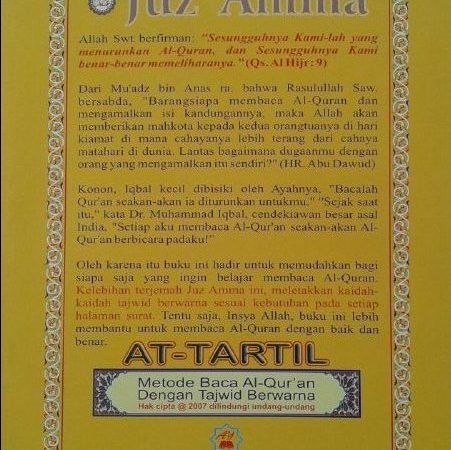 Juz Amma
Allah Swt berfirman: "Sesungguhnya Kami-lah yang
menurunkan Al-Quran, dan Sesungguhnya Kami
benar-benar memeliharanya." (Qs. Al Hijr : 9)
Dari Mu'adz bin Anas ra. bahwa Rasulullah Saw.
bersabda, "Barangsiapa membaca Al-Quran dan
mengamalkan isi kandungannya, maka Allah akan
memberikan mahkota kepada kedua orangtuanya di hari
kiamat di mana cahayanya lebih terang dari cahaya
matahari di dunia. Lantas bagaimana dugaanmu dengan
orang yang mengamalkan itu sendiri?" (HR. Abu Dawud)
Konon, Iqbal kecil dibisiki oleh Ayahnya, "Bacalah
Qur'an seakan-akan ia diturunkan untukmu." "Sejak saat
itu," kata Dr. Muhammad Iqbal, cendekiawan besar asal
India, "Setiap aku membaca Al-Qur'an seakan-akan Al-
Qur'an berbicara padaku!"
Oleh karena itu buku ini hadir untuk memudahkan bagi
siapa saja yang ingin belajar membaca Al-Quran.
Kelebihan terjemah Juz Amma ini, meletakkan kaidah-
kaidah tajwid berwarna sesuai kebutuhan pada setiap
halaman surat. Tentu saja, Insya Allah, buku ini lebih
membantu untuk membaca Al-Quran dengan baik dan
benar.
AT-TARTIL
Metode Baca Al-Qur'an
Dengan Tajwid Berwarna
Hak cipta @ 2007 dilindungi undang-undang